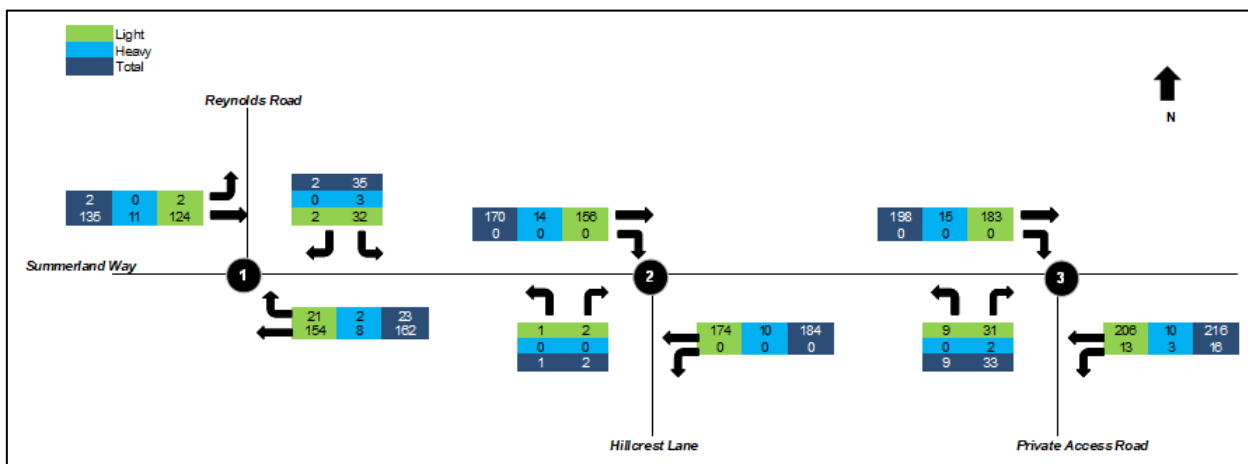 Light
Heavy
Total
Reynolds Road
N
2 35
0 3
2 32
2 0 2
135 11 124
170 14 156
0 0 0
198 15 183
0 0 0
Summerland Way
1
2
3
21 2 23
154 8 162
1 2
0 0
1 2
174 10 184
0 0 0
9 31
0 2
9 33
206 10 216
13 3 16
Hillcrest Lane
Private Access Road